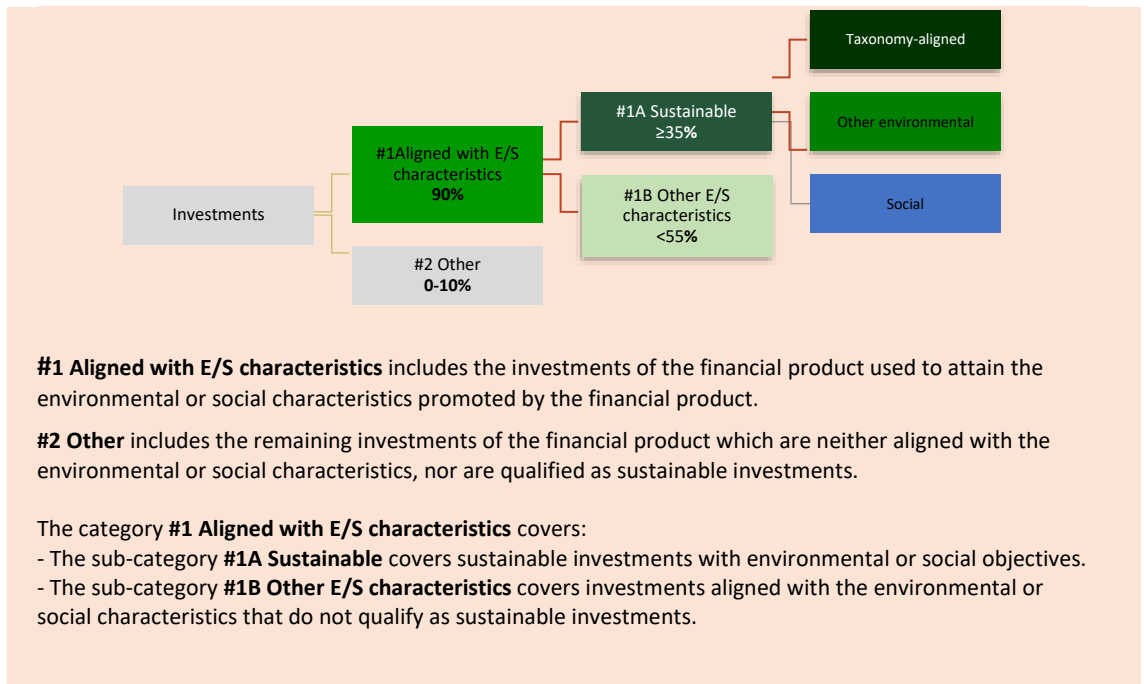 Taxonomy-aligned
#1A Sustainable
≥35%
Other environmental
#1Aligned with E/S
characteristics
90%
#1B Other E/S
characteristics
<55%
Social
Investments
#2 Other
0-10%
#1 Aligned with E/S characteristics includes the investments of the financial product used to attain the
environmental or social characteristics promoted by the financial product.
#2 Other includes the remaining investments of the financial product which are neither aligned with the
environmental or social characteristics, nor are qualified as sustainable investments.
The category #1 Aligned with E/S characteristics covers:
- The sub-category #1A Sustainable covers sustainable investments with environmental or social objectives.
- The sub-category #1B Other E/S characteristics covers investments aligned with the environmental or
social characteristics that do not qualify as sustainable investments.